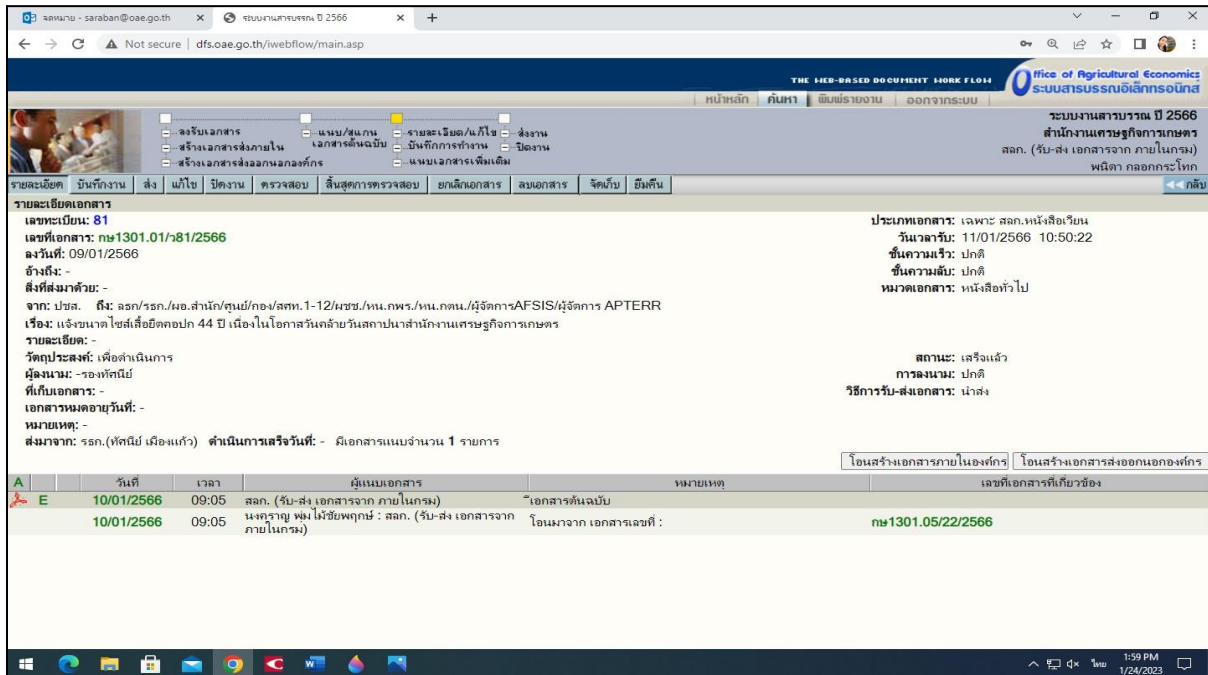 จดหมาย - saraban@oae.go.th
ระบบงานสารบรรณ ปี 2566
Not secure | dfs.oae.go.th/iwebflow/main.asp
THE WEB-BASED DOCUMENT WORK FLOW
Office of Agricultural Economics
ระบบสารบรรณอิเล็กทรอนิกส์
หน้าหลัก ค้นหา พิมพ์รายงาน ออกจากระบบ
ระบบงานสารบรรณ ปี 2566
สำนักงานเศรษฐกิจการเกษตร
สลก. (รับ-ส่ง เอกสารจาก ภายในกรม)
พนิตา กลอกกระโทก
ลงรับเอกสาร
สร้างเอกสารส่งภายใน
สร้างเอกสารส่งออกนอกองค์กร
แนบ/สแกน
เอกสารต้นฉบับ
รายละเอียด/แก้ไข
บันทึกการทำงาน
แนบเอกสารเพิ่มเติม
ส่งงาน
ปิดงาน
รายละเอียด บันทึกงาน ส่ง แก้ไข ปิดงาน ตรวจสอบ สิ้นสุดการตรวจสอบ ยกเลิกเอกสาร ลบเอกสาร จัดเก็บ ยืมคืน กลับ
รายละเอียดเอกสาร
เลขทะเบียน: 81 ประเภทเอกสาร: เฉพาะ สลก.หนังสือเวียน
เลขที่เอกสาร: กษ1301.01/ว81/2566 วันเวลารับ: 11/01/2566 10:50:22
ลงวันที่: 09/01/2566 ชั้นความเร็ว: ปกติ
อ้างถึง: - ชั้นความลับ: ปกติ
สิ่งที่ส่งมาด้วย: - หมวดเอกสาร: หนังสือทั่วไป
จาก: ปชส. ถึง: ลธก/รธก./ผอ.สำนัก/ศูนย์/กอง/สศท.1-12/ผชช./หน.กพร./หน.กตน./ผู้จัดการAFSIS/ผู้จัดการ APTERR
เรื่อง: แจ้งขนาดไซส์เสื้อยืดคอปก 44 ปี เนื่องในโอกาสวันคล้ายวันสถาปนาสำนักงานเศรษฐกิจการเกษตร
รายละเอียด: -
วัตถุประสงค์: เพื่อดำเนินการ สถานะ: เสร็จแล้ว
ผู้ลงนาม: -รองทัศนีย์ การลงนาม: ปกติ
ที่เก็บเอกสาร: - วิธีการรับ-ส่งเอกสาร: นำส่ง
เอกสารหมดอายุวันที่: -
หมายเหตุ: -
ส่งมาจาก: รธก.(ทัศนีย์ เมืองแก้ว) ดำเนินการเสร็จวันที่: - มีเอกสารแนบจำนวน 1 รายการ
โอนสร้างเอกสารภายในองค์กร โอนสร้างเอกสารส่งออกนอกองค์กร
A วันที่ เวลา ผู้แนบเอกสาร หมายเหตุ เลขที่เอกสารที่เกี่ยวข้อง
E 10/01/2566 09:05 สลก. (รับ-ส่ง เอกสารจาก ภายในกรม) เอกสารต้นฉบับ
10/01/2566 09:05 นงคราญ พุ่มไม้ชัยพฤกษ์ : สลก. (รับ-ส่ง เอกสารจาก ภายในกรม) โอนมาจาก เอกสารเลขที่ : กษ1301.05/22/2566
ไทย
1:59 PM
1/24/2023